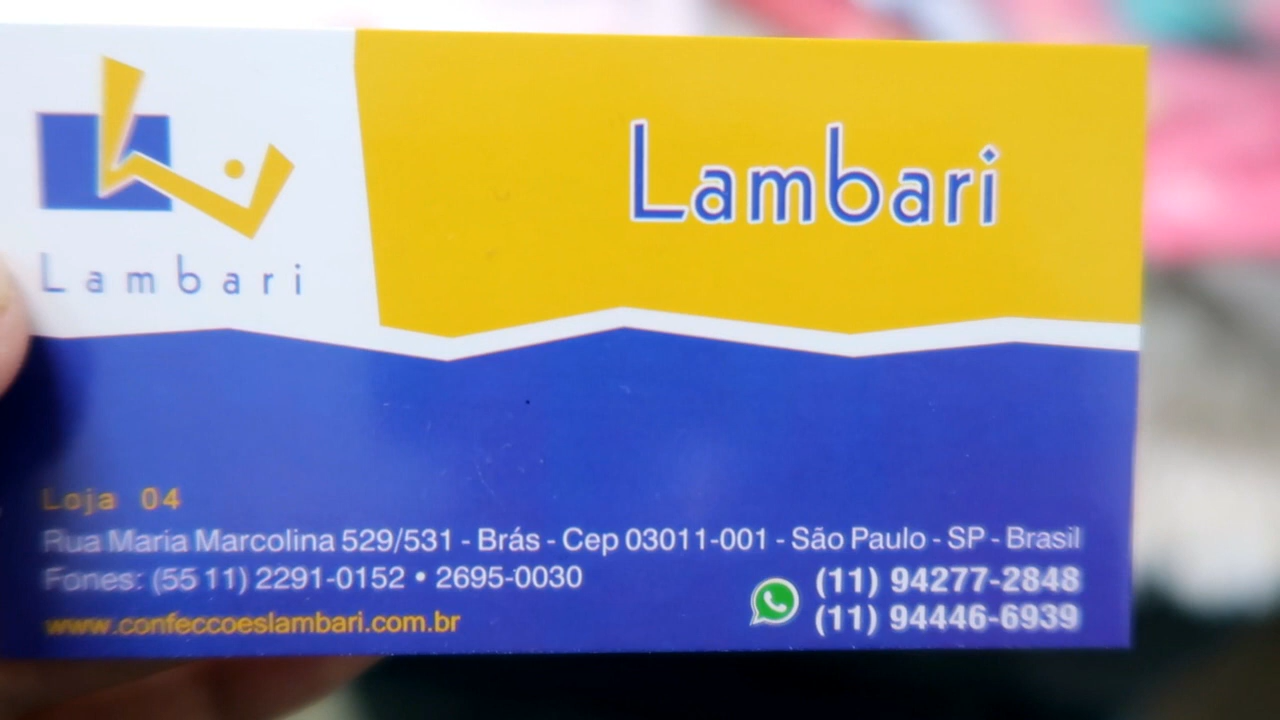 Lambari
Lambari
Loja 04
Rua Maria Marcolina 529/531 - Brás - Cep 03011-001 - São Paulo - SP - Brasil
Fones: (55 11) 2291-0152 • 2695-0030
(11) 94277-2848
(11) 94446-6939
www.confeccoeslambari.com.br